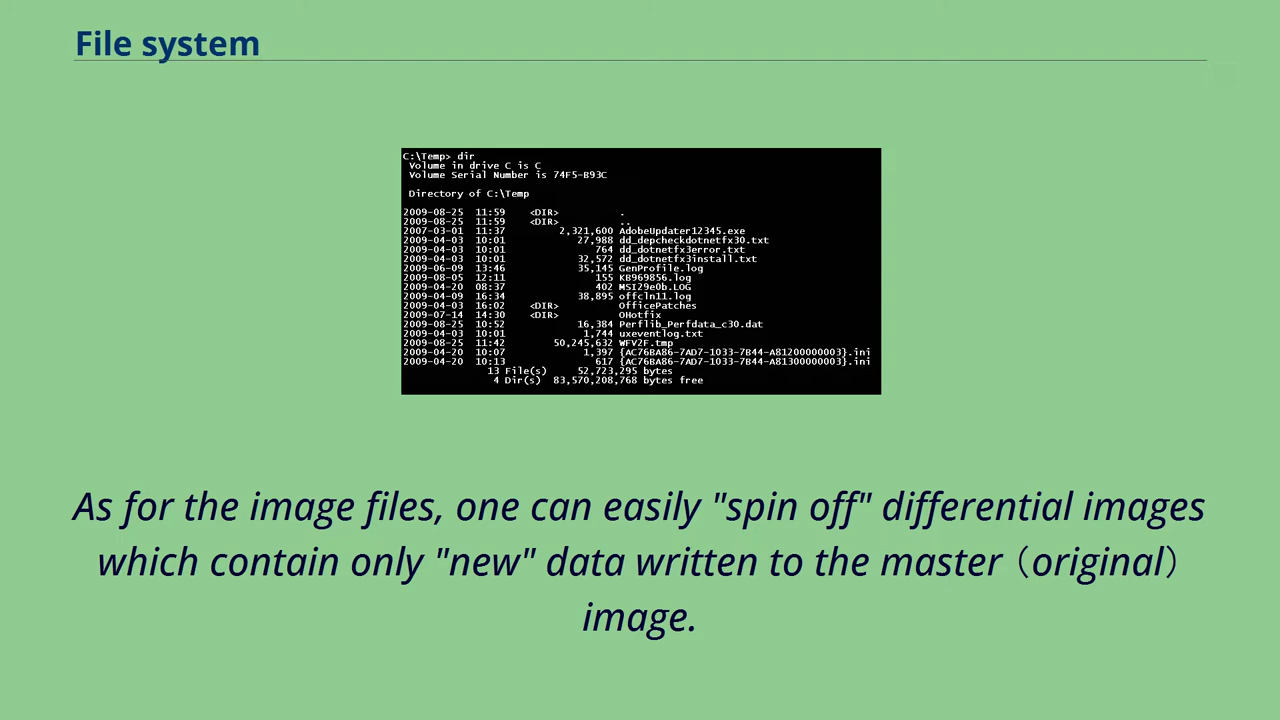 File system
C:\Temp> dir
Volume in drive C is C
Volume Serial Number is 74F5-B93C
Directory of C:\Temp
2009-08-25 11:59 <DIR> .
2009-08-25 11:59 <DIR> ..
2007-03-01 11:37 2,321,600 AdobeUpdater12345.exe
2009-04-03 10:01 27,988 dd_depcheckdotnetfx30.txt
2009-04-03 10:01 764 dd_dotnetfx3error.txt
2009-04-03 10:01 32,572 dd_dotnetfx3install.txt
2009-06-09 13:46 35,145 GenProfile.log
2009-08-05 12:11 155 KB969856.log
2009-04-20 08:37 402 MSI29e0b.LOG
2009-04-09 16:34 38,895 offcln11.log
2009-04-03 16:02 <DIR> OfficePatches
2009-07-14 14:30 <DIR> OHotfix
2009-08-25 10:52 16,384 Perflib_Perfdata_c30.dat
2009-04-03 10:01 1,744 uxeventlog.txt
2009-08-25 11:42 50,245,632 WFV2F.tmp
2009-04-20 10:07 1,397 {AC76BA86-7AD7-1033-7B44-A81200000003}.ini
2009-04-20 10:13 617 {AC76BA86-7AD7-1033-7B44-A81300000003}.ini
13 File(s) 52,723,295 bytes
4 Dir(s) 83,570,208,768 bytes free
As for the image files, one can easily "spin off" differential images
which contain only "new" data written to the master（original）
image.